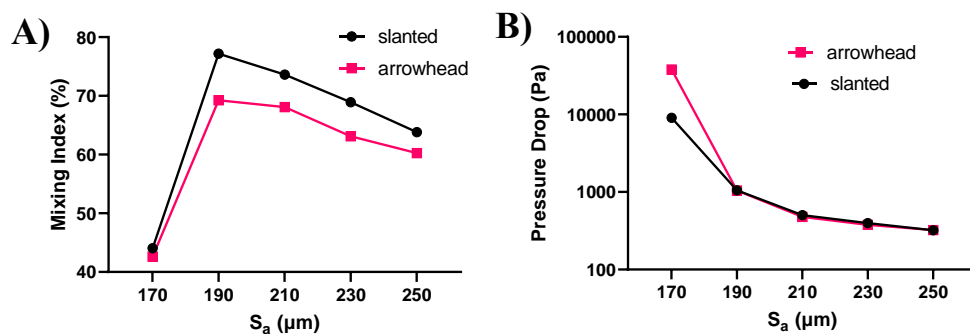 A)
80
70
60
50
40
Mixing Index (%)
slanted
arrowhead
170 190 210 230 250
Sₐ (µm)
B)
100000
10000
1000
100
Pressure Drop (Pa)
arrowhead
slanted
170 190 210 230 250
Sₐ (µm)